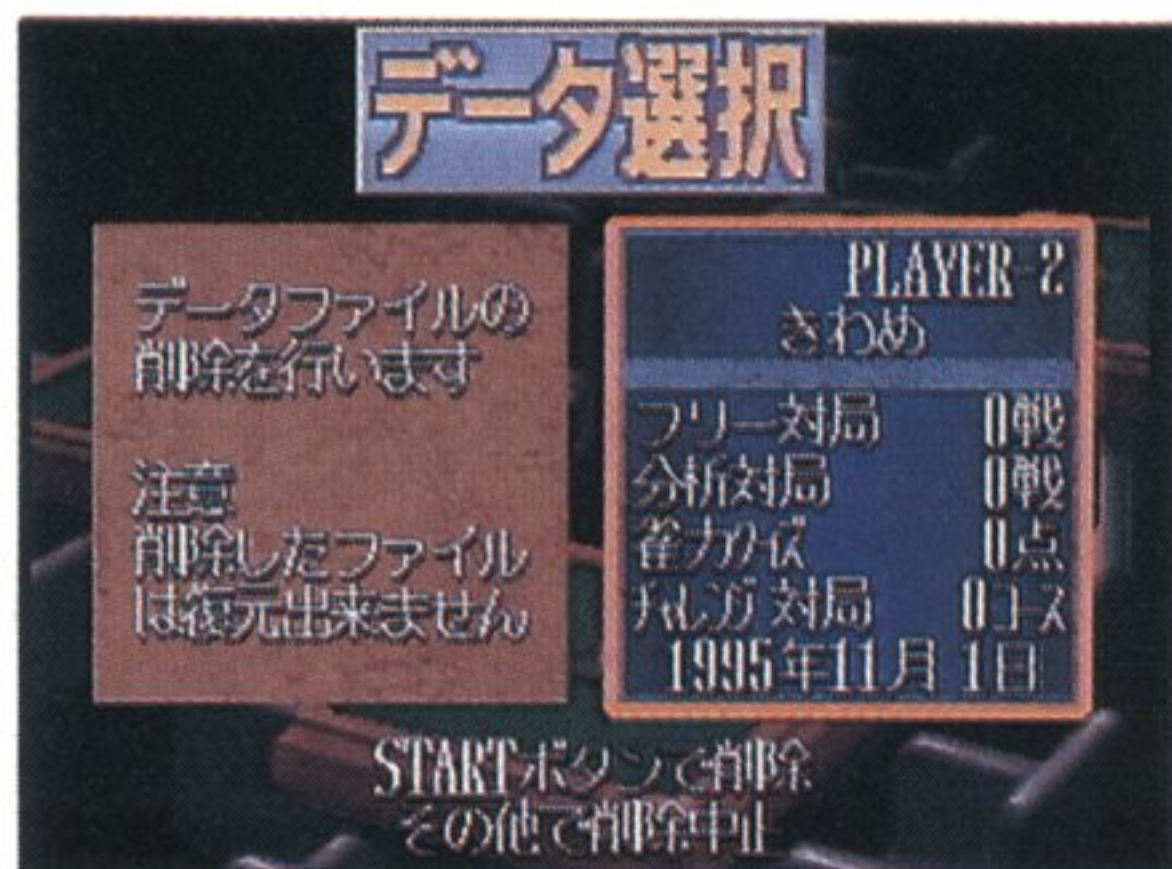 データ選択
データファイルの
削除を行います
注意
削除したファイル
は復元出来ません
PLAYER-2
さわめ
フリー対局 0戦
分析対局 0戦
雀力クイズ 0点
チャレンジ対局 0コース
1995年11月 1日
STARTボタンで削除
その他で削除中止